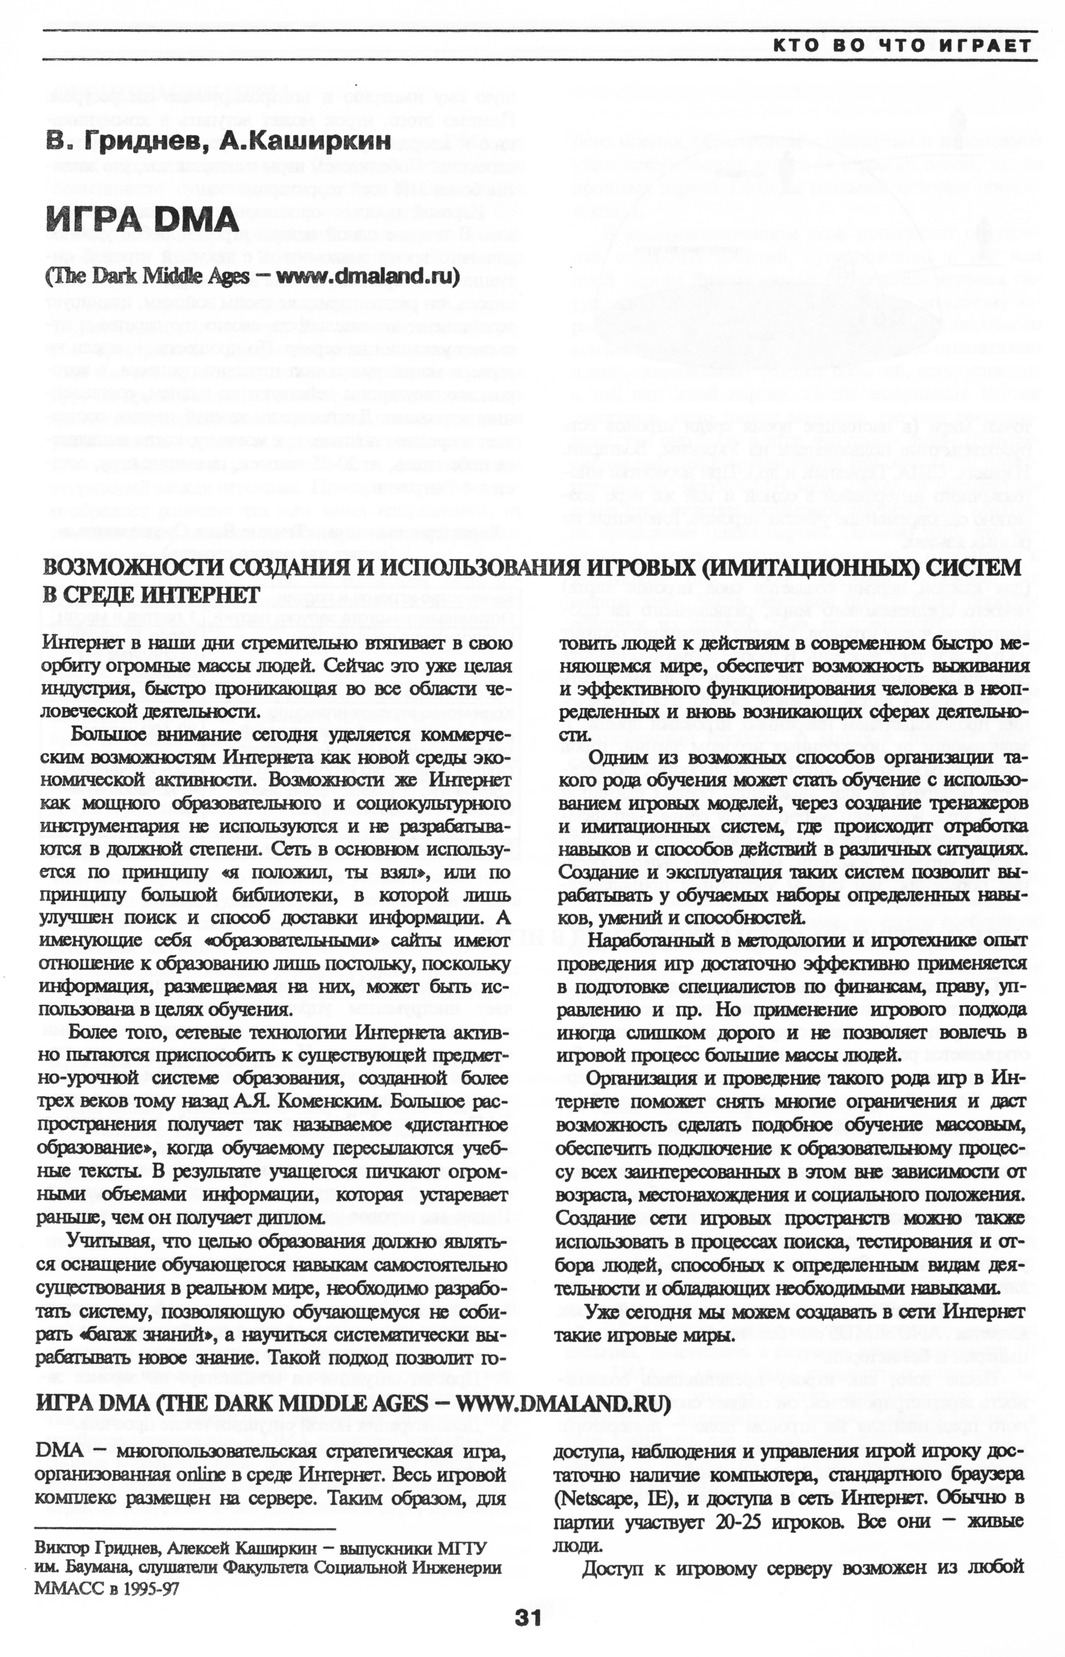 КТО ВО ЧТО ИГРАЕТ
В. Гриднев, А.Каширкин
ИГРА DMA
(The Dark Middle Ages – www.dmaland.ru)
ВОЗМОЖНОСТИ СОЗДАНИЯ И ИСПОЛЬЗОВАНИЯ ИГРОВЫХ (ИМИТАЦИОННЫХ) СИСТЕМ
В СРЕДЕ ИНТЕРНЕТ
Интернет в наши дни стремительно втягивает в свою
орбиту огромные массы людей. Сейчас это уже целая
индустрия, быстро проникающая во все области че-
ловеческой деятельности.
Большое внимание сегодня уделяется коммерче-
ским возможностям Интернета как новой среды эко-
номической активности. Возможности же Интернет
как мощного образовательного и социокультурного
инструментария не используются и не разрабатыва-
ются в должной степени. Сеть в основном использу-
ется по принципу «я положил, ты взял», или по
принципу большой библиотеки, в которой лишь
улучшен поиск и способ доставки информации. А
именующие себя «образовательными» сайты имеют
отношение к образованию лишь постольку, поскольку
информация, размещаемая на них, может быть ис-
пользована в целях обучения.
Более того, сетевые технологии Интернета актив-
но пытаются приспособить к существующей предмет-
но-урочной системе образования, созданной более
трех веков тому назад А.Я. Коменским. Большое рас-
пространения получает так называемое «дистантное
образование», когда обучаемому пересылаются учеб-
ные тексты. В результате учащегося пичкают огром-
ными объемами информации, которая устаревает
раньше, чем он получает диплом.
Учитывая, что целью образования должно являть-
ся оснащение обучающегося навыкам самостоятельно
существования в реальном мире, необходимо разрабо-
тать систему, позволяющую обучающемуся не соби-
рать «багаж знаний», а научиться систематически вы-
рабатывать новое знание. Такой подход позволит го-
товить людей к действиям в современном быстро ме-
няющемся мире, обеспечит возможность выживания
и эффективного функционирования человека в неоп-
ределенных и вновь возникающих сферах деятельно-
сти.
Одним из возможных способов организации та-
кого рода обучения может стать обучение с использо-
ванием игровых моделей, через создание тренажеров
и имитационных систем, где происходит отработка
навыков и способов действий в различных ситуациях.
Создание и эксплуатация таких систем позволит вы-
рабатывать у обучаемых наборы определенных навы-
ков, умений и способностей.
Наработанный в методологии и игротехнике опыт
проведения игр достаточно эффективно применяется
в подготовке специалистов по финансам, праву, уп-
равлению и пр. Но применение игрового подхода
иногда слишком дорого и не позволяет вовлечь в
игровой процесс большие массы людей.
Организация и проведение такого рода игр в Ин-
тернете поможет снять многие ограничения и даст
возможность сделать подобное обучение массовым,
обеспечить подключение к образовательному процес-
су всех заинтересованных в этом вне зависимости от
возраста, местонахождения и социального положения.
Создание сети игровых пространств можно также
использовать в процессах поиска, тестирования и от-
бора людей, способных к определенным видам дея-
тельности и обладающих необходимыми навыками.
Уже сегодня мы можем создавать в сети Интернет
такие игровые миры.
ИГРА DMA (THE DARK MIDDLE AGES – WWW.DMALAND.RU)
DMA – многопользовательская стратегическая игра,
организованная online в среде Интернет. Весь игровой
комплекс размещен на сервере. Таким образом, для
доступа, наблюдения и управления игрой игроку дос-
таточно наличие компьютера, стандартного браузера
(Netscape, IE), и доступа в сеть Интернет. Обычно в
партии участвует 20-25 игроков. Все они – живые
люди.
Доступ к игровому серверу возможен из любой
Виктор Гриднев, Алексей Каширкин – выпускники МГТУ
им. Баумана, слушатели Факультета Социальной Инженерии
ММАСС в 1995-97
31